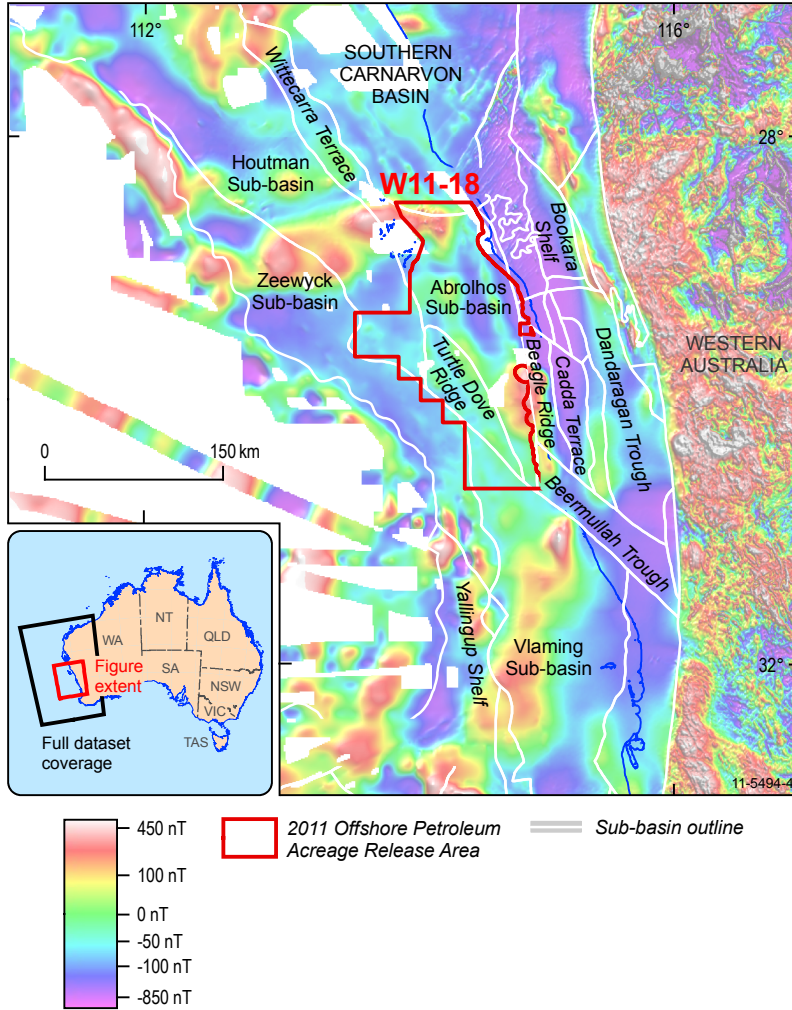 112°
116°
SOUTHERN
CARNARVON
BASIN
Wittecarra Terrace
28°
Houtman
Sub-basin
W11-18
Bookara
Shelf
Zeewyck
Sub-basin
Abrolhos
Sub-basin
WESTERN
AUSTRALIA
Turtle Dove
Ridge
Beagle Ridge
Cadda Terrace
Dandaragan Trough
0
150 km
Beermullah Trough
Yallingup Shelf
Vlaming
Sub-basin
32°
NT
WA
QLD
SA
Figure
extent
NSW
VIC
Full dataset
coverage
TAS
11-5494-4
450 nT
100 nT
0 nT
-50 nT
-100 nT
-850 nT
2011 Offshore Petroleum
Acreage Release Area
Sub-basin outline